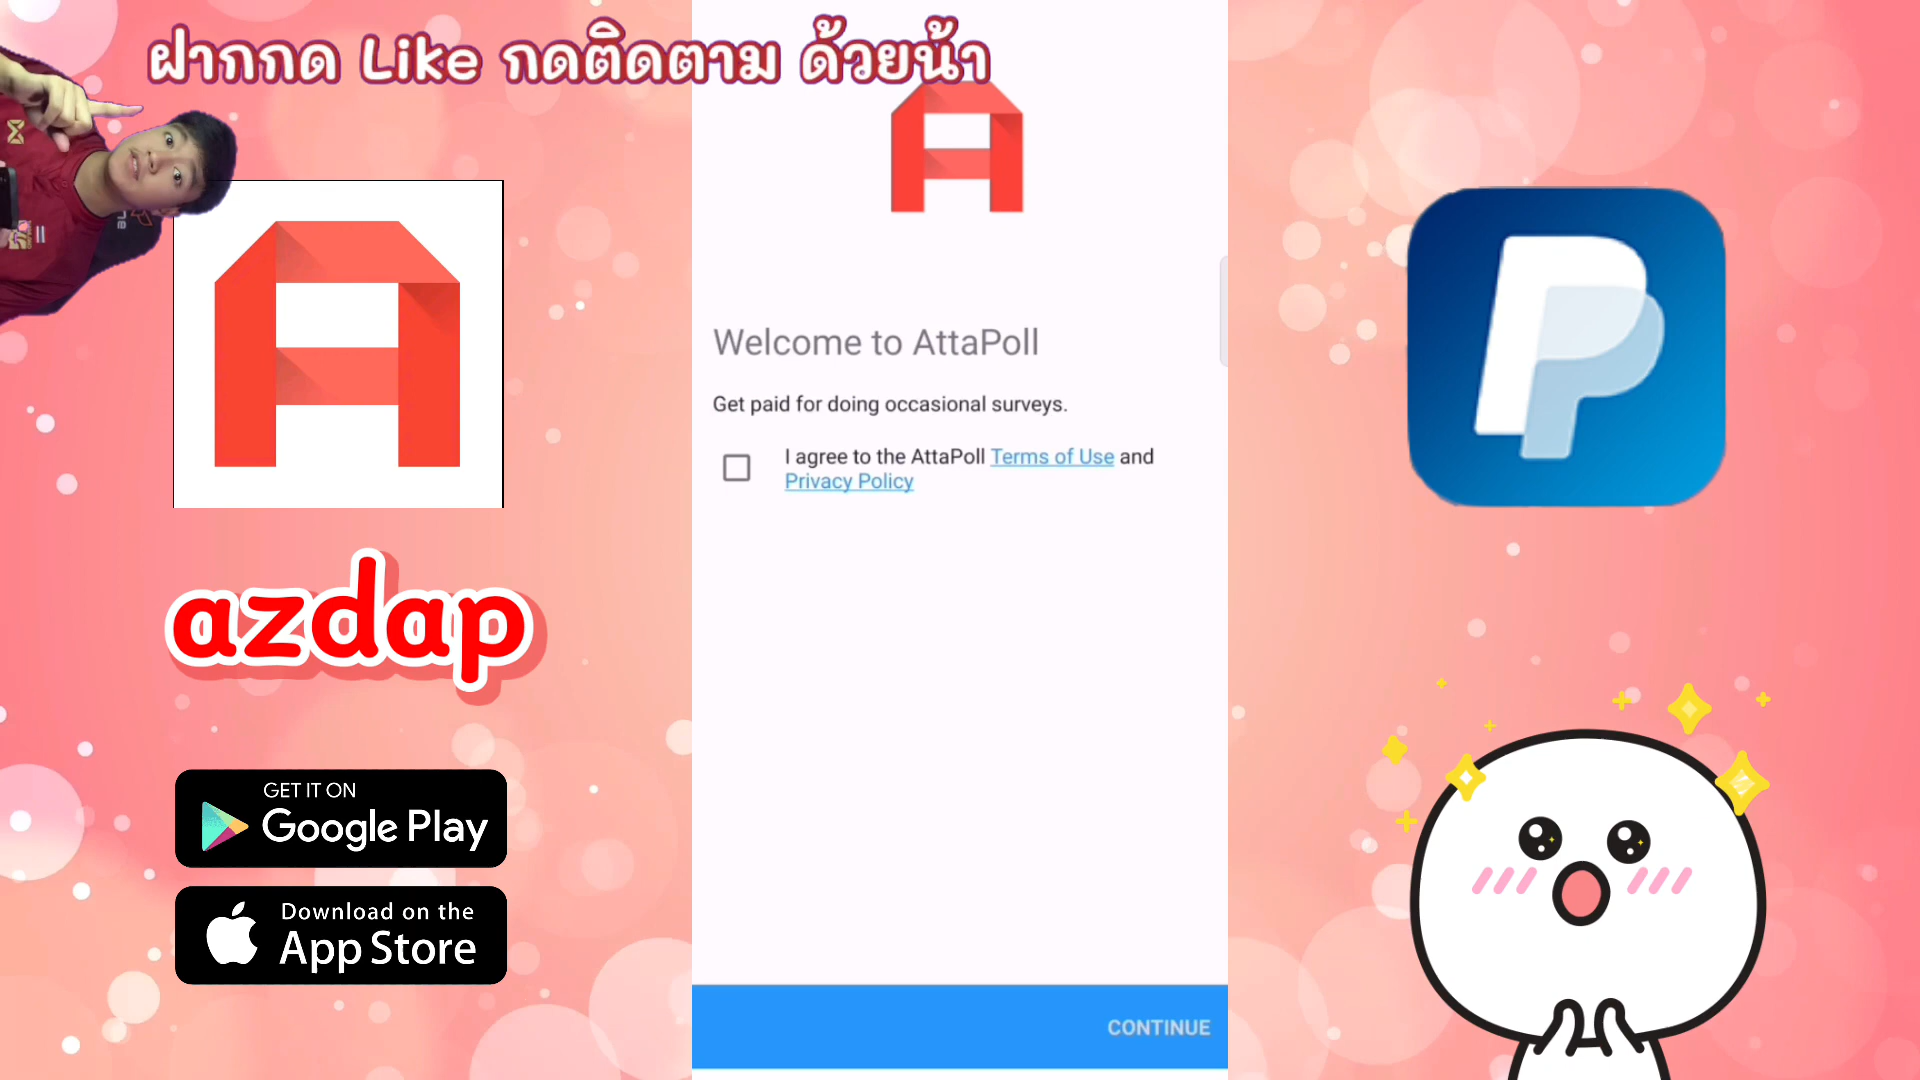 ฝากกด Like กดติดตาม ด้วยน้า
Welcome to AttaPoll
Get paid for doing occasional surveys.
I agree to the AttaPoll Terms of Use and
Privacy Policy
azdap
GET IT ON
Google Play
Download on the
App Store
CONTINUE